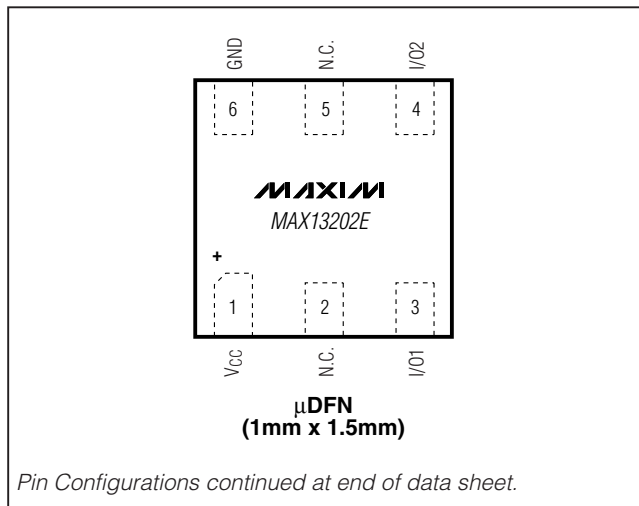 GND N.C. I/O2
6 5 4
MAXIM
MAX13202E
+
1 2 3
VCC N.C. I/O1
µDFN
(1mm x 1.5mm)
Pin Configurations continued at end of data sheet.